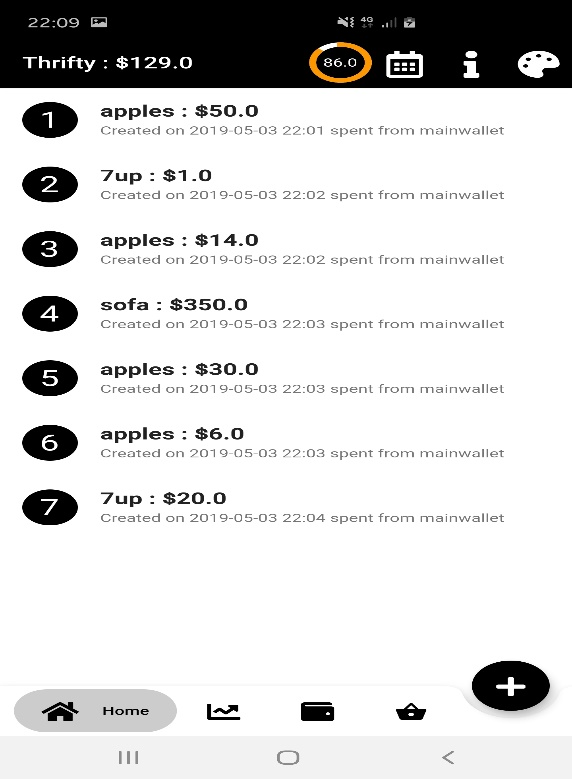 22:09
4G
Thrifty : $129.0
86.0
1
apples : $50.0
Created on 2019-05-03 22:01 spent from mainwallet
2
7up : $1.0
Created on 2019-05-03 22:02 spent from mainwallet
3
apples : $14.0
Created on 2019-05-03 22:02 spent from mainwallet
4
sofa : $350.0
Created on 2019-05-03 22:03 spent from mainwallet
5
apples : $30.0
Created on 2019-05-03 22:03 spent from mainwallet
6
apples : $6.0
Created on 2019-05-03 22:03 spent from mainwallet
7
7up : $20.0
Created on 2019-05-03 22:04 spent from mainwallet
Home